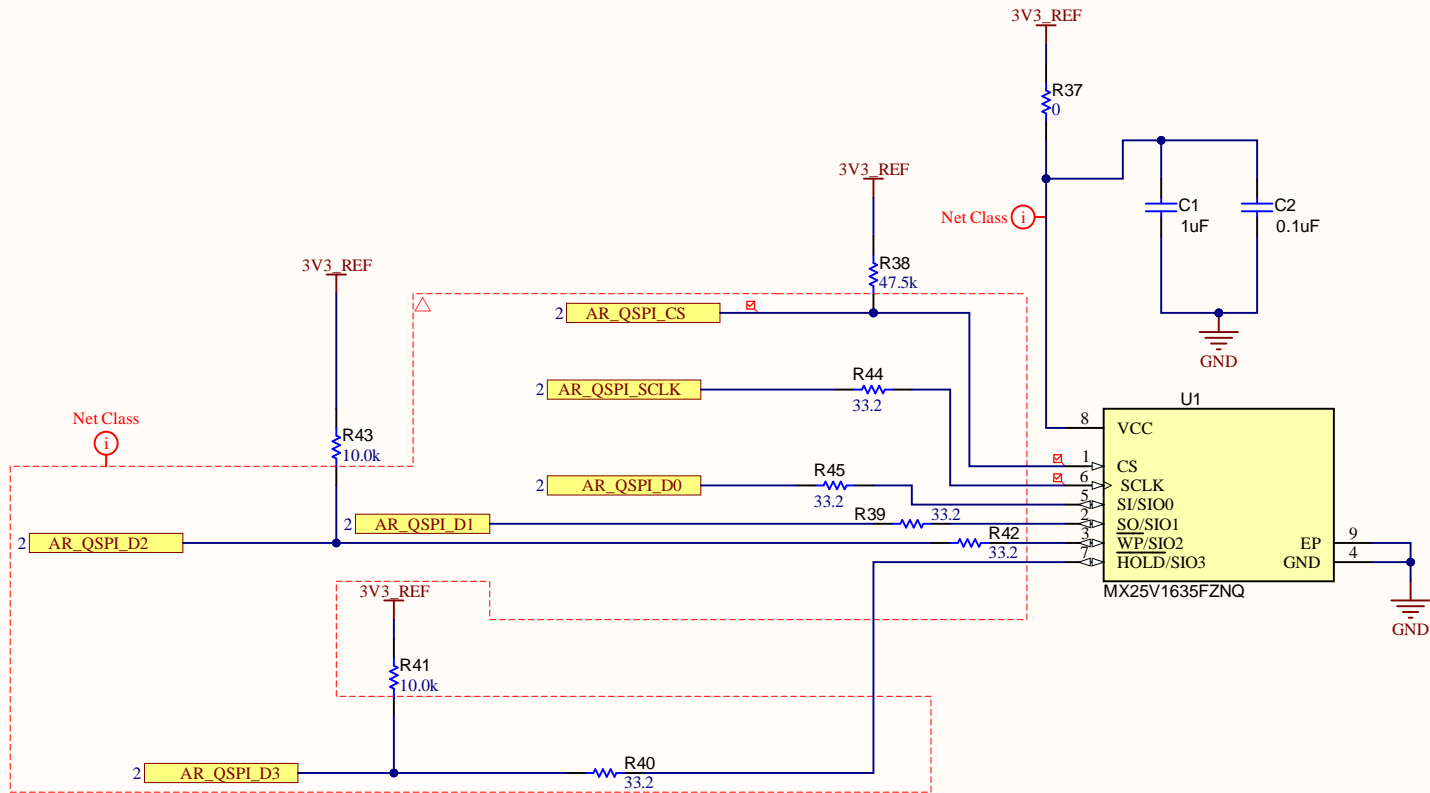 3V3_REF
R37
0
3V3_REF
C1
1uF
C2
0.1uF
Net Class i
GND
3V3_REF
R38
47.5k
2 AR_QSPI_CS
R44
2 AR_QSPI_SCLK
33.2
U1
Net Class
i
R43
10.0k
8 VCC
1 CS
R45
2 AR_QSPI_D0
33.2
6 SCLK
5 SI/SIO0
2 AR_QSPI_D1
R39 33.2
2 SO/SIO1
2 AR_QSPI_D2
R42
33.2
3 WP/SIO2
7 HOLD/SIO3
EP 9
GND 4
MX25V1635FZNQ
GND
3V3_REF
R41
10.0k
2 AR_QSPI_D3
R40
33.2